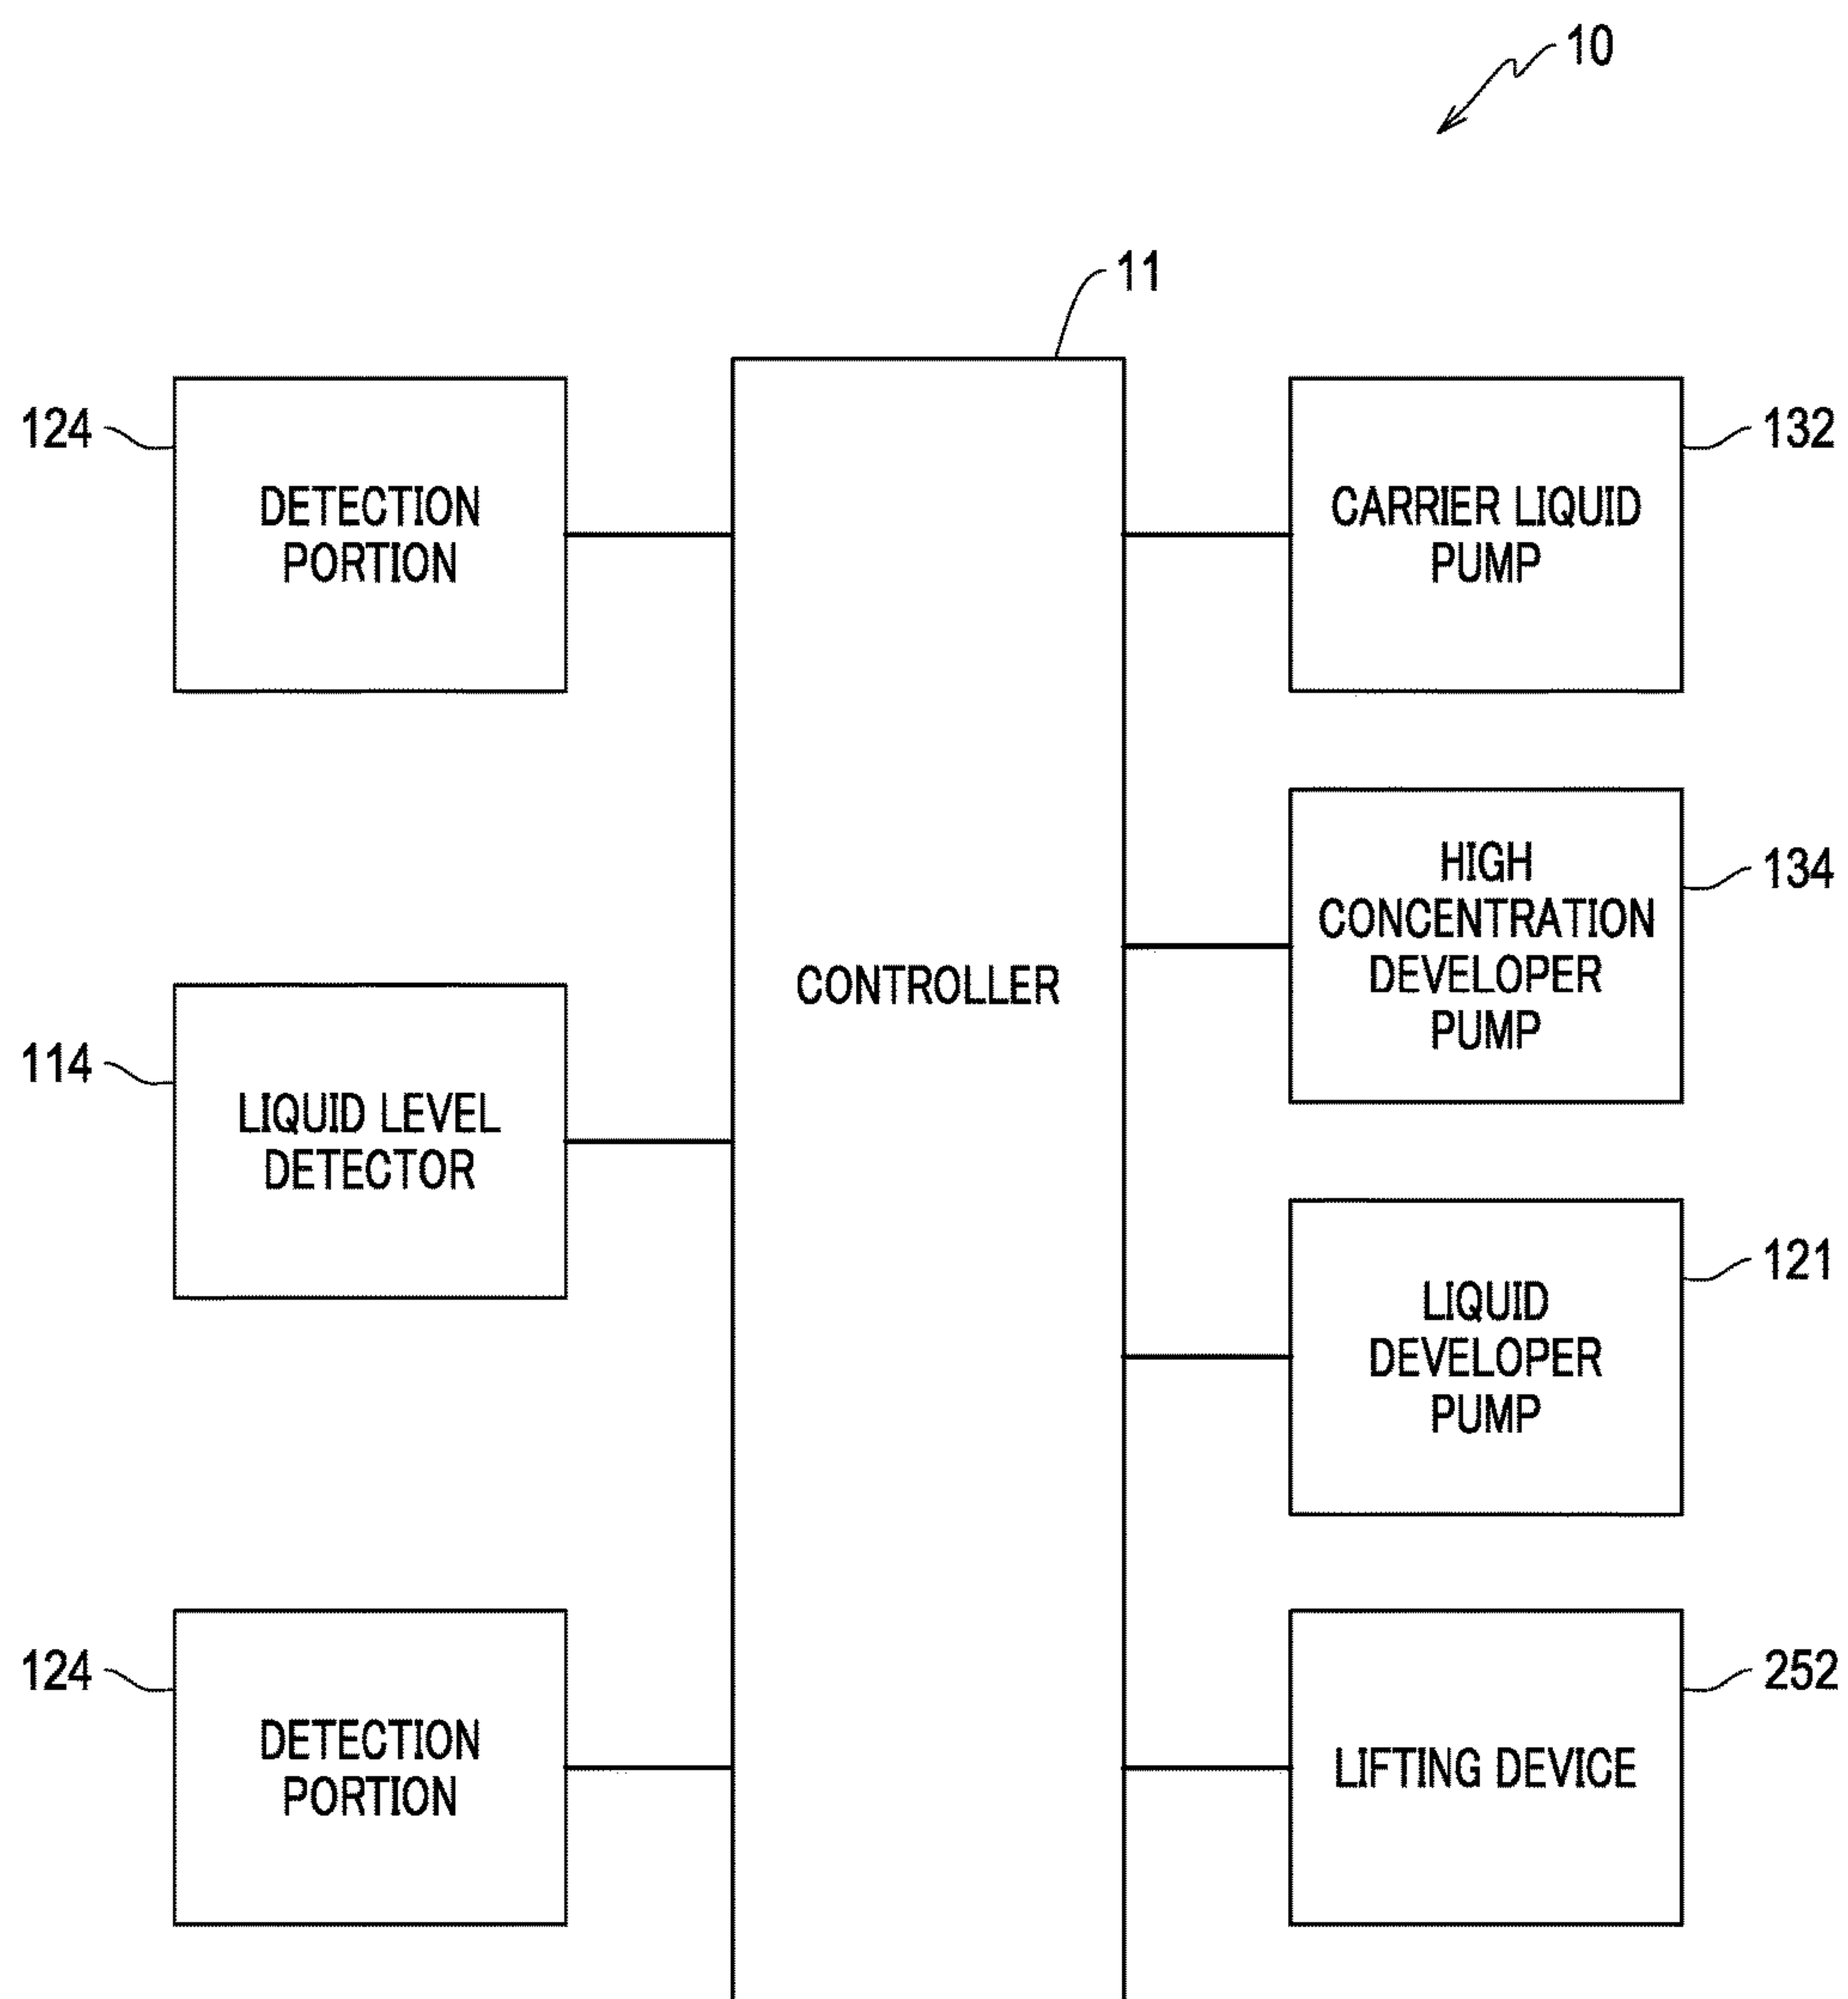 10
11
124
DETECTION
PORTION
132
CARRIER LIQUID
PUMP
134
HIGH
CONCENTRATION
DEVELOPER
PUMP
CONTROLLER
114
LIQUID LEVEL
DETECTOR
121
LIQUID
DEVELOPER
PUMP
124
DETECTION
PORTION
252
LIFTING DEVICE